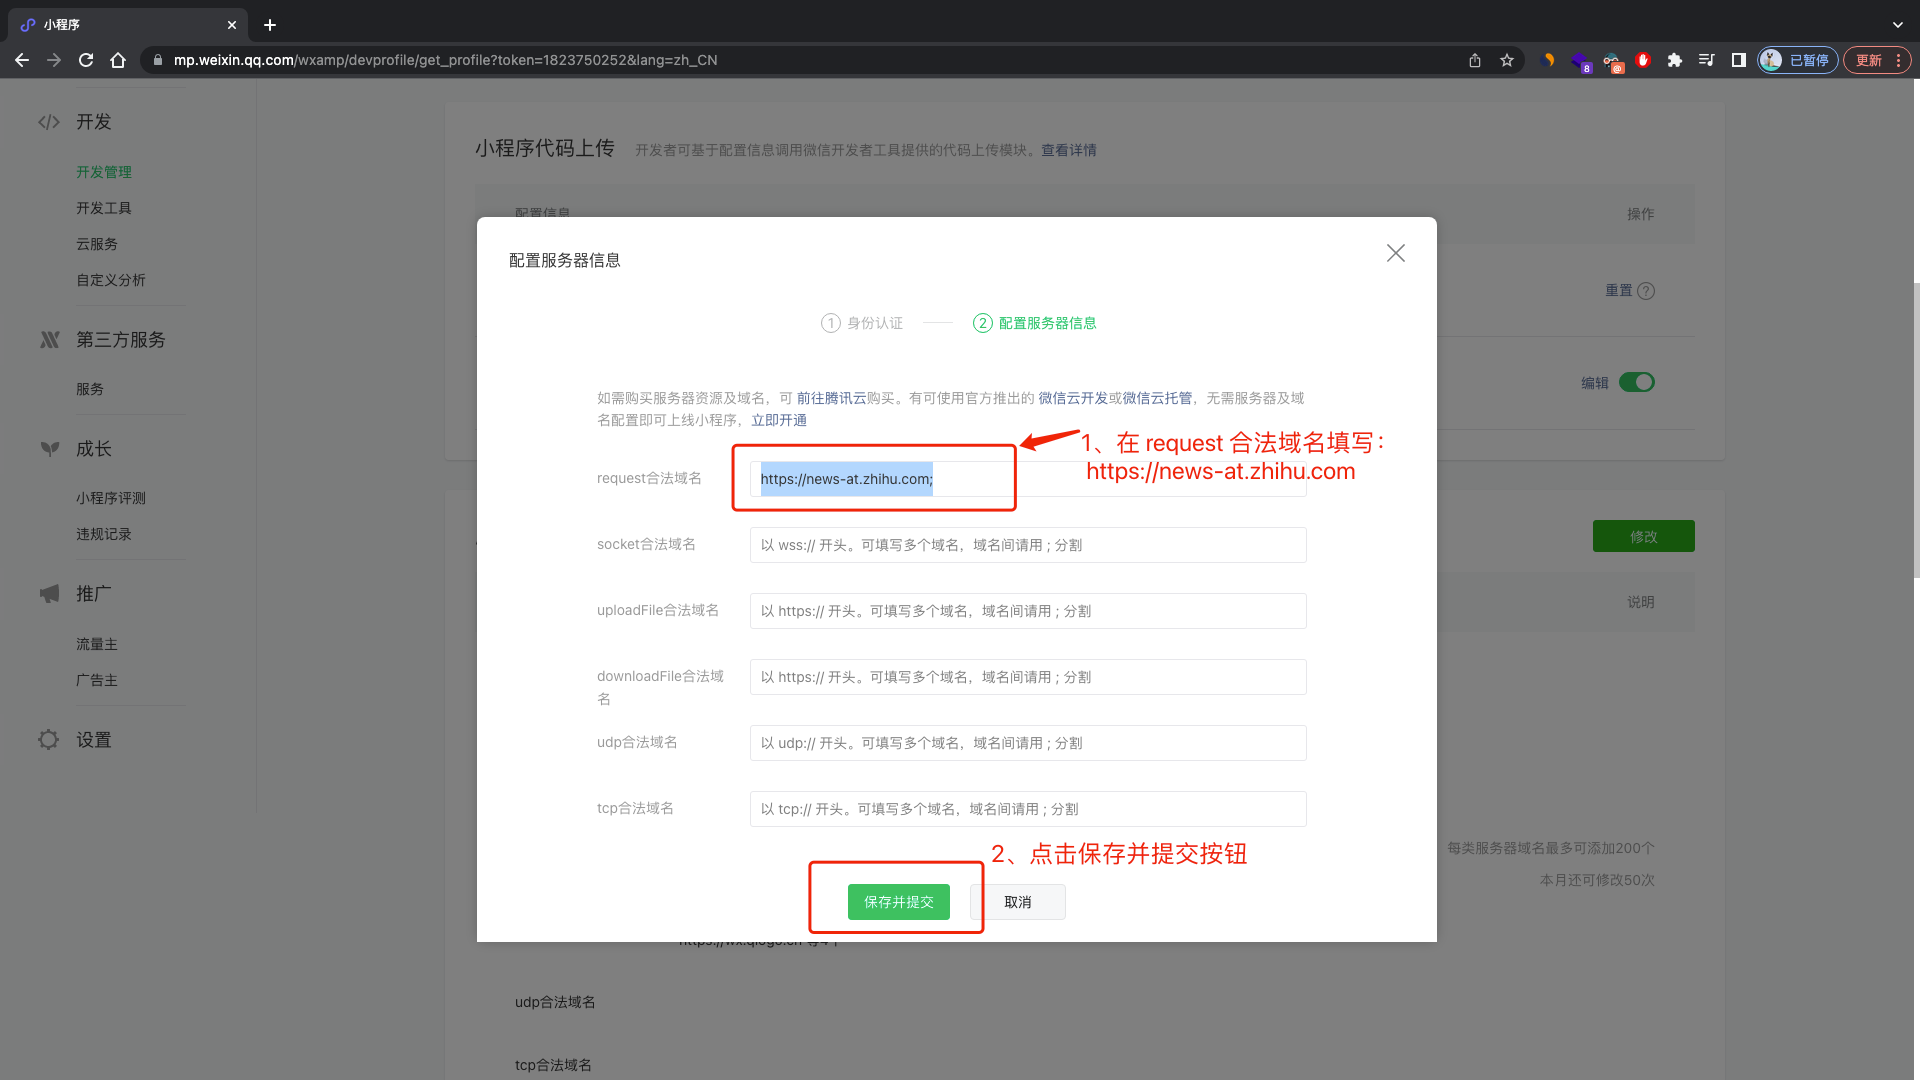 小程序
mp.weixin.qq.com/wxamp/devprofile/get_profile?token=1823750252&lang=zh_CN
8
@
已暂停
更新
开发
开发管理
开发工具
云服务
自定义分析
第三方服务
服务
成长
小程序评测
违规记录
推广
流量主
广告主
设置
小程序代码上传 开发者可基于配置信息调用微信开发者工具提供的代码上传模块。查看详情
配置信息 操作
重置 ?
编辑
修改
说明
配置服务器信息
1 身份认证 2 配置服务器信息
如需购买服务器资源及域名，可 前往腾讯云购买。有可使用官方推出的 微信云开发或微信云托管，无需服务器及域
名配置即可上线小程序，立即开通
1、在 request 合法域名填写：
https://news-at.zhihu.com
request合法域名 https://news-at.zhihu.com;
socket合法域名 以 wss:// 开头。可填写多个域名，域名间请用 ; 分割
uploadFile合法域名 以 https:// 开头。可填写多个域名，域名间请用 ; 分割
downloadFile合法域
名
以 https:// 开头。可填写多个域名，域名间请用 ; 分割
udp合法域名 以 udp:// 开头。可填写多个域名，域名间请用 ; 分割
tcp合法域名 以 tcp:// 开头。可填写多个域名，域名间请用 ; 分割
2、点击保存并提交按钮
保存并提交 取消
每类服务器域名最多可添加200个
本月还可修改50次
udp合法域名
tcp合法域名